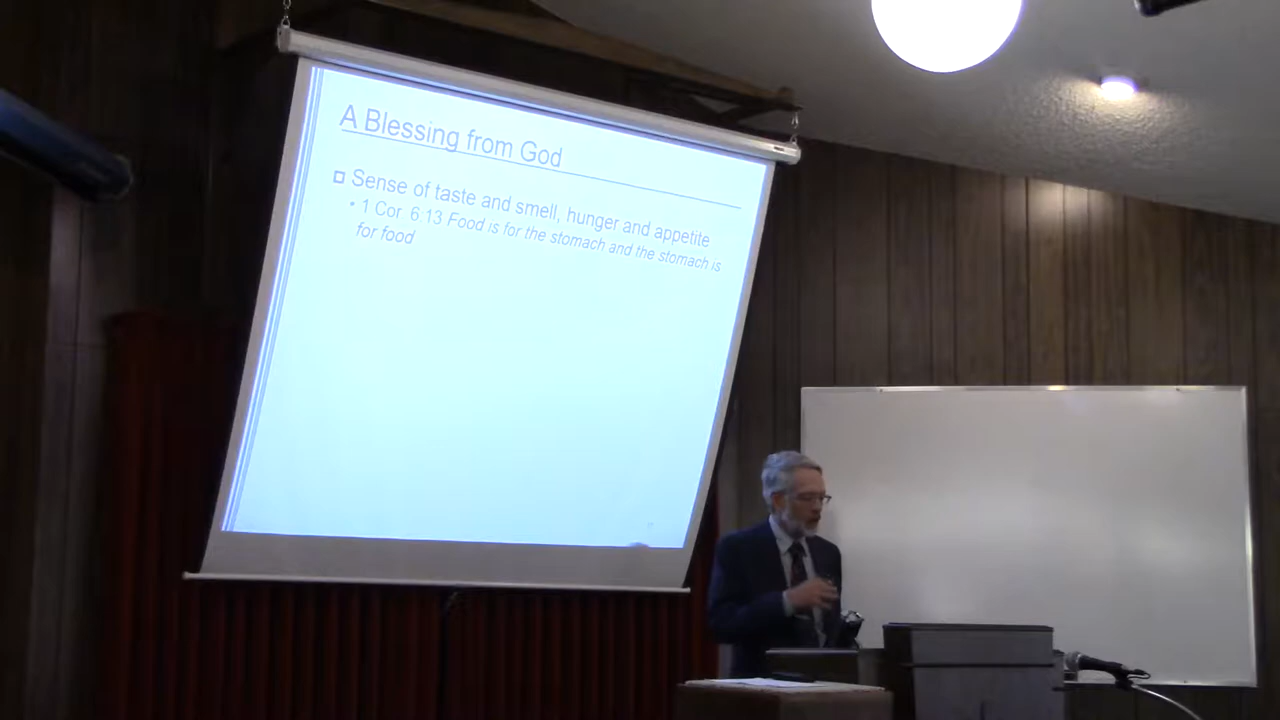 A Blessing from God
Sense of taste and smell, hunger and appetite
• 1 Cor 6:13 Food is for the stomach and the stomach is
for food